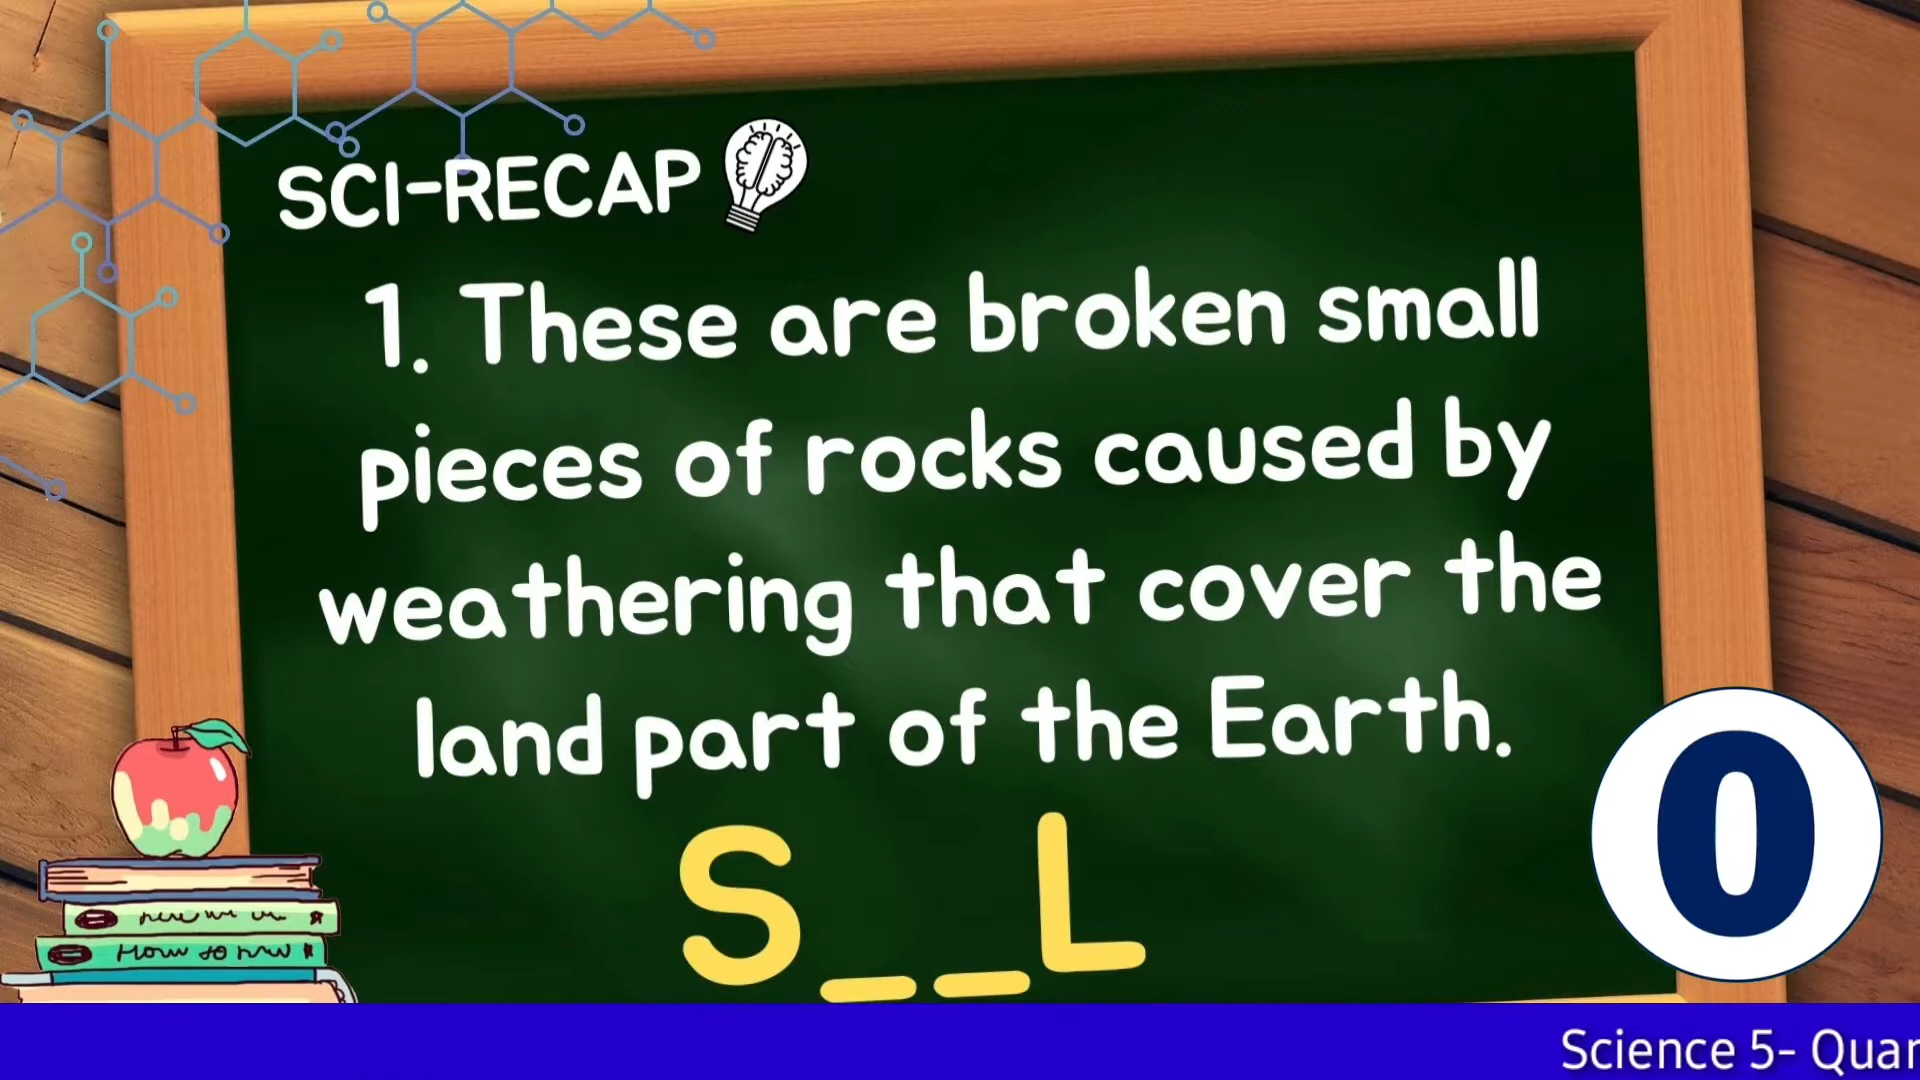 SCI-RECAP
1. These are broken small
pieces of rocks caused by
weathering that cover the
land part of the Earth.
S__L
0
Science 5- Quar